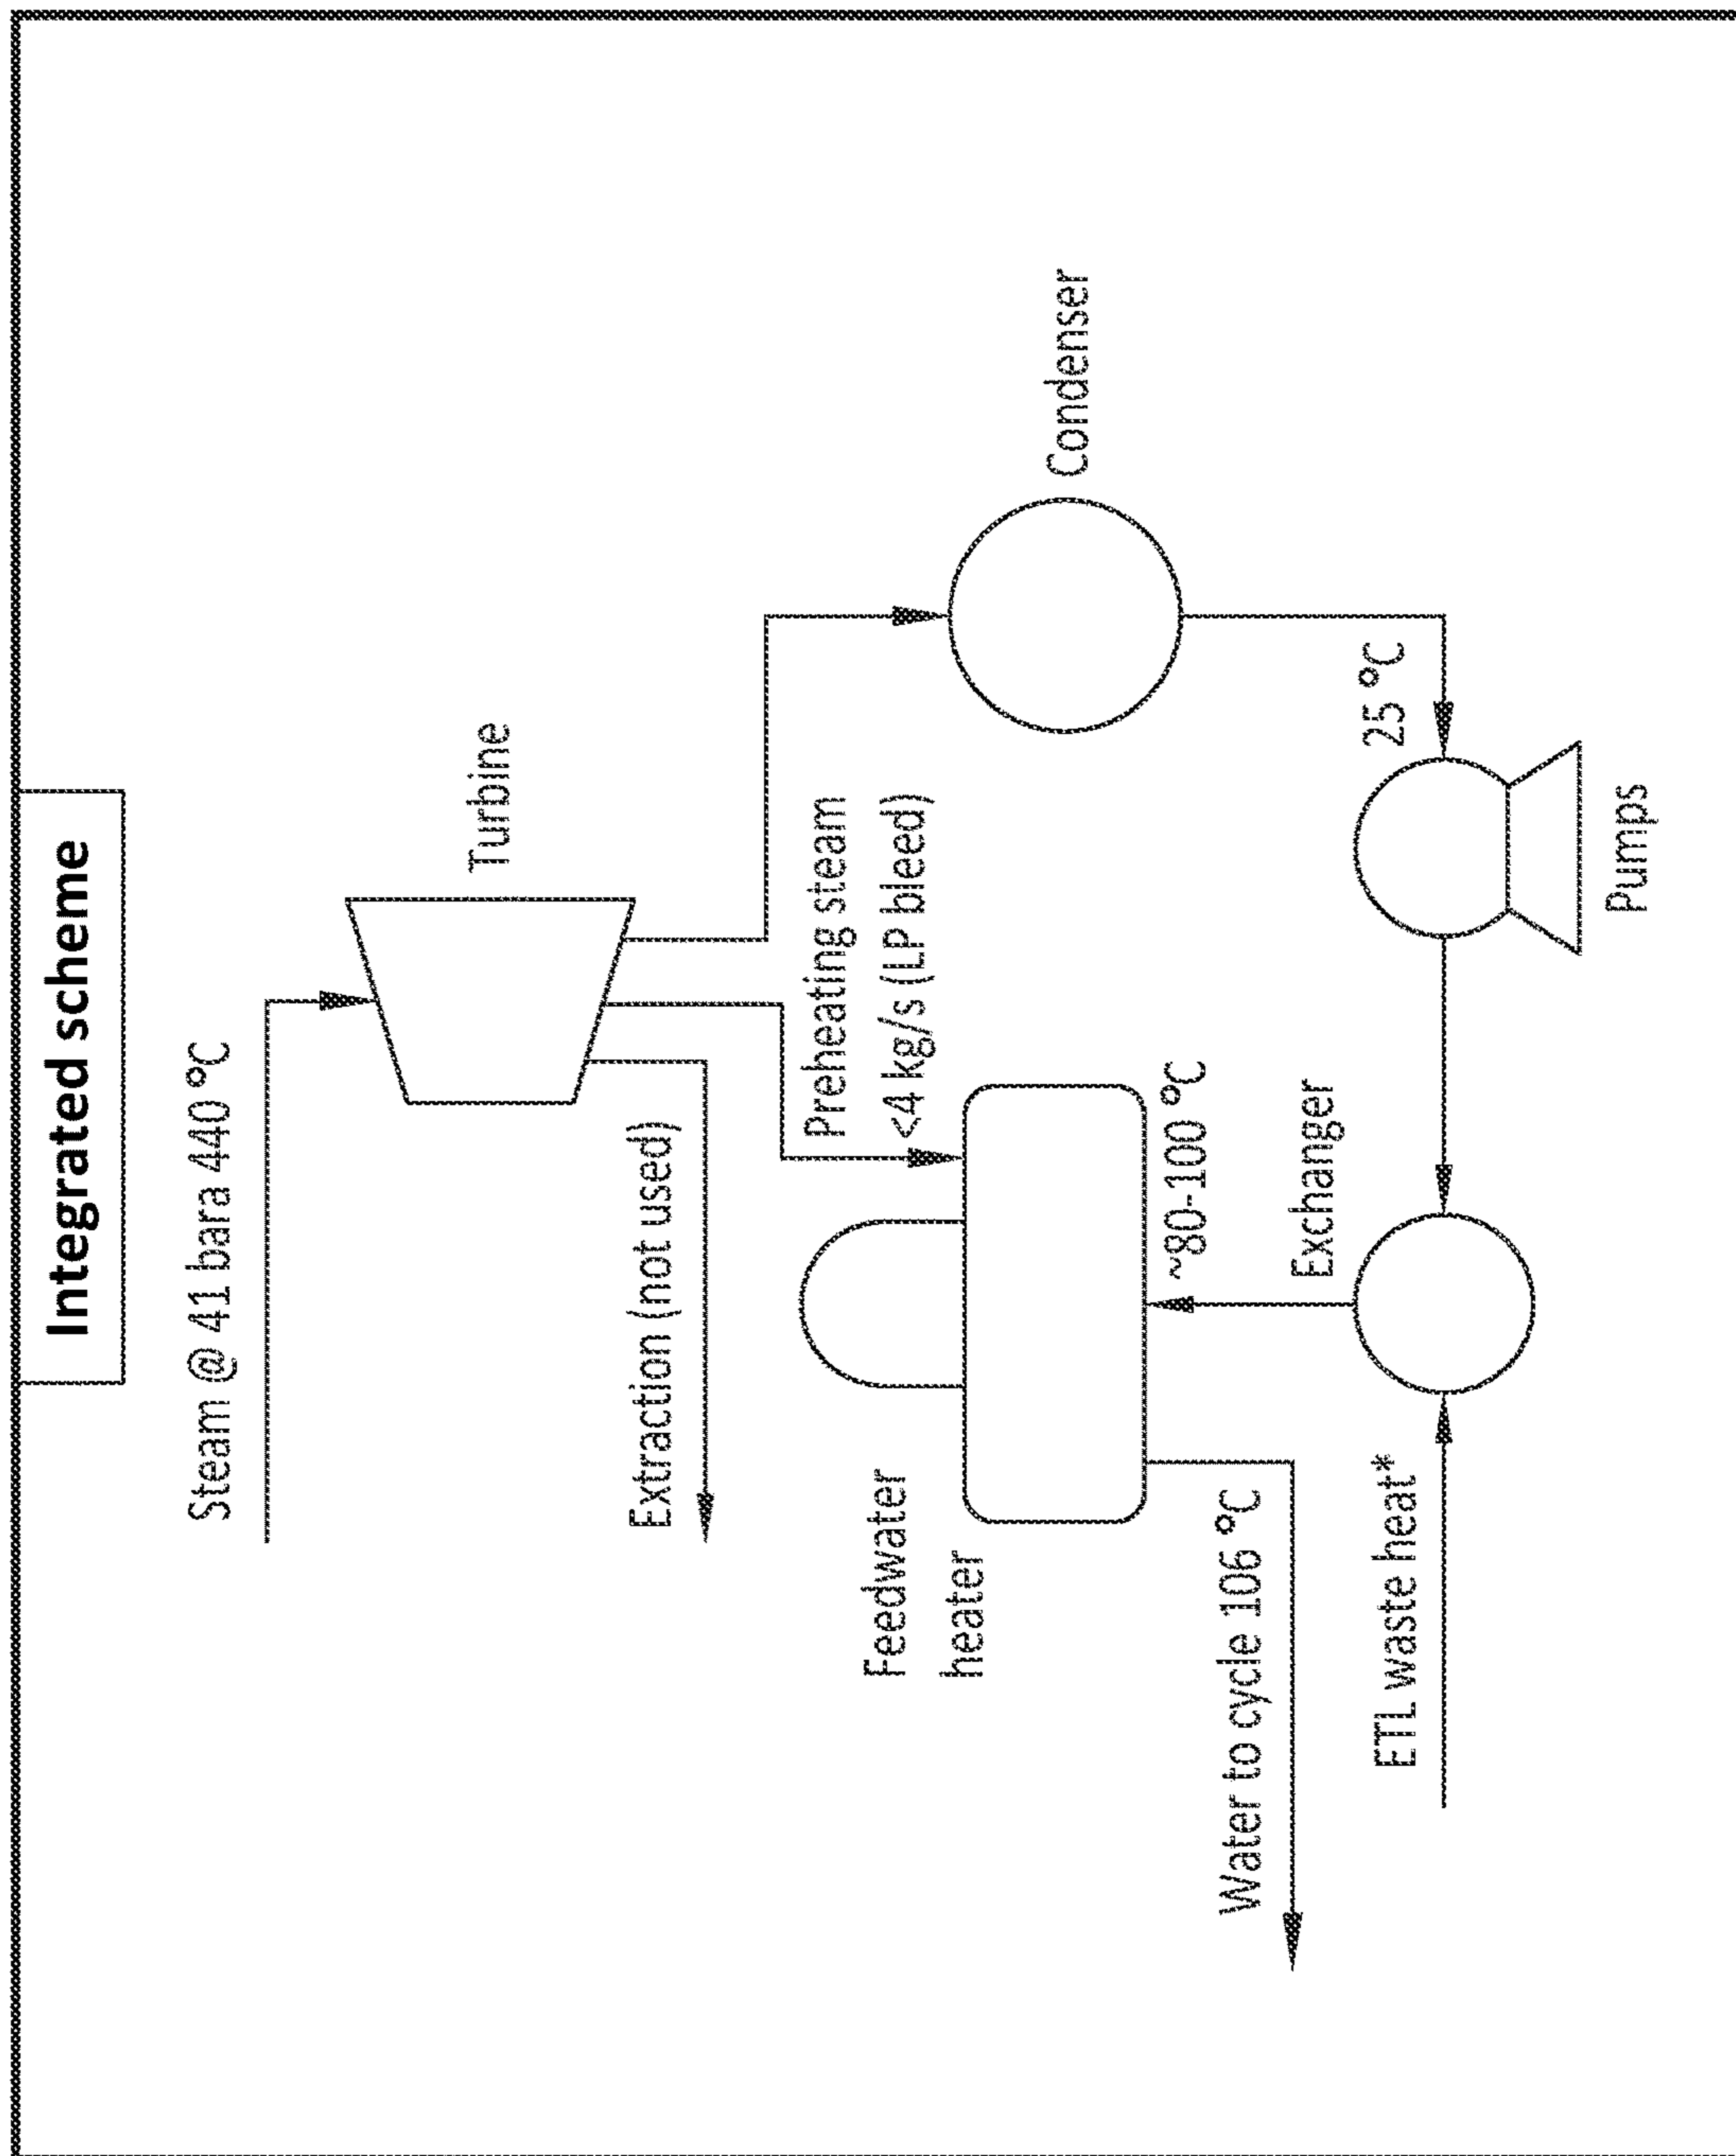 Integrated scheme
Steam @ 41 bara 440 °C
Turbine
Extraction (not used)
Preheating steam
<4 kg/s (LP bleed)
Feedwater
heater
Condenser
~80-100 °C
Water to cycle 106 °C
Exchanger
25 °C
ETL waste heat*
Pumps